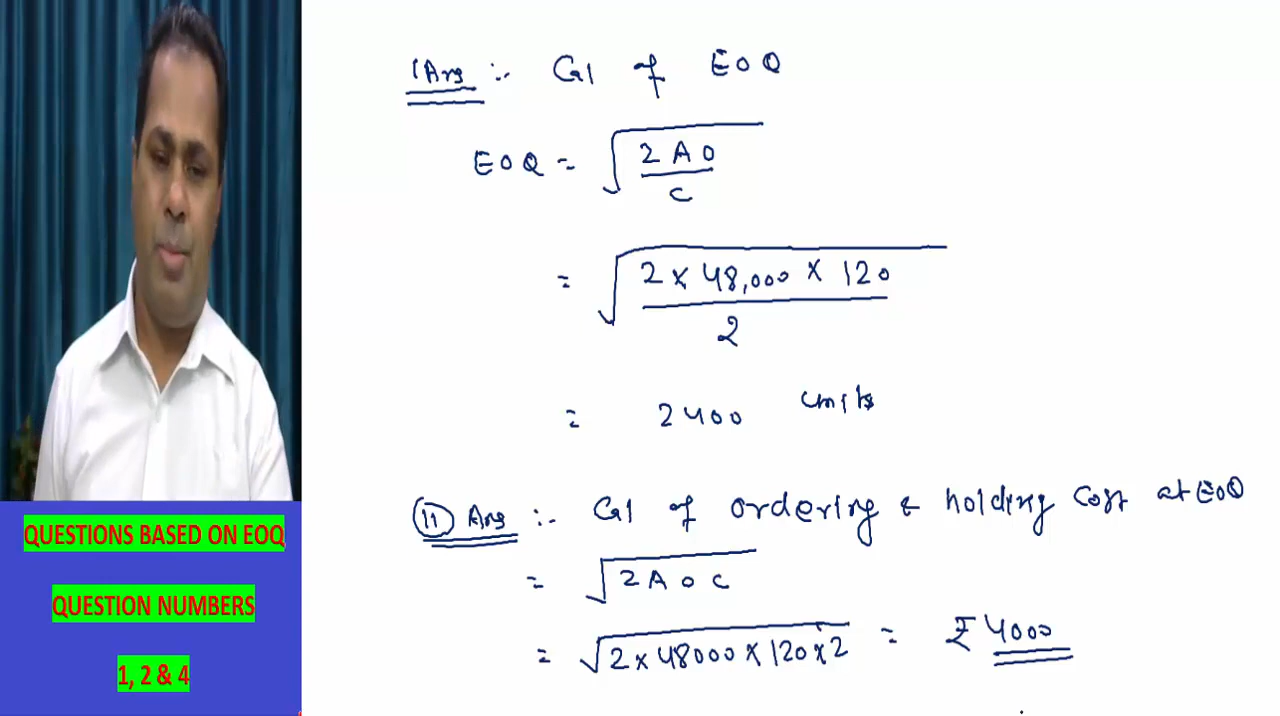 1 Ans :- Cal of EOQ
EOQ = √(2AO / C)
= √(2 × 48,000 × 120 / 2)
= 2400 units
(ii) Ans :- Cal of ordering & holding cost at EOQ
= √2AOC
= √2×48000×120×2 = ₹4000
QUESTIONS BASED ON EOQ
QUESTION NUMBERS
1, 2 & 4